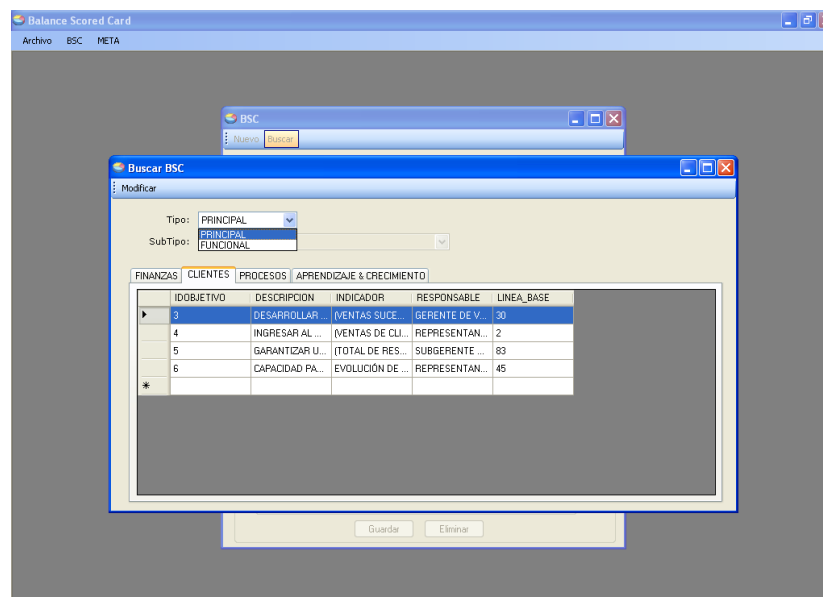 Balance Scored Card
Archivo BSC META
BSC
Nuevo Buscar
Buscar BSC
Modificar
Tipo: PRINCIPAL
PRINCIPAL
SubTipo: FUNCIONAL
FINANZAS CLIENTES PROCESOS APRENDIZAJE & CRECIMIENTO
IDOBJETIVO DESCRIPCION INDICADOR RESPONSABLE LINEA_BASE
3 DESARROLLAR ... (VENTAS SUCE... GERENTE DE V... 30
4 INGRESAR AL ... (VENTAS DE CLI... REPRESENTAN... 2
5 GARANTIZAR U... (TOTAL DE RES... SUBGERENTE ... 83
6 CAPACIDAD PA... EVOLUCIÓN DE ... REPRESENTAN... 45
Guardar Eliminar